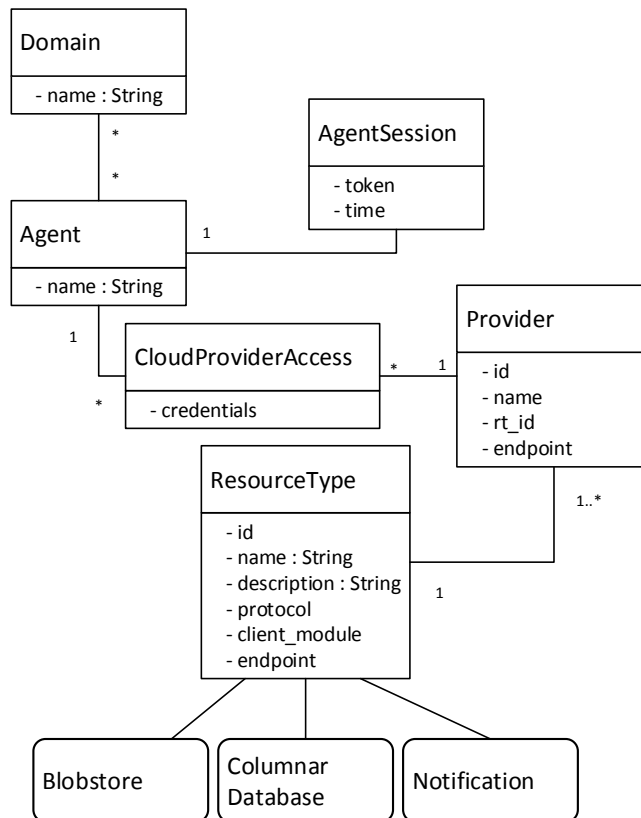 Domain
- name : String
*
*
AgentSession
- token
- time
Agent
- name : String
1
1
*
CloudProviderAccess
- credentials
*
1
Provider
- id
- name
- rt_id
- endpoint
1..*
1
ResourceType
- id
- name : String
- description : String
- protocol
- client_module
- endpoint
Blobstore
Columnar
Database
Notification